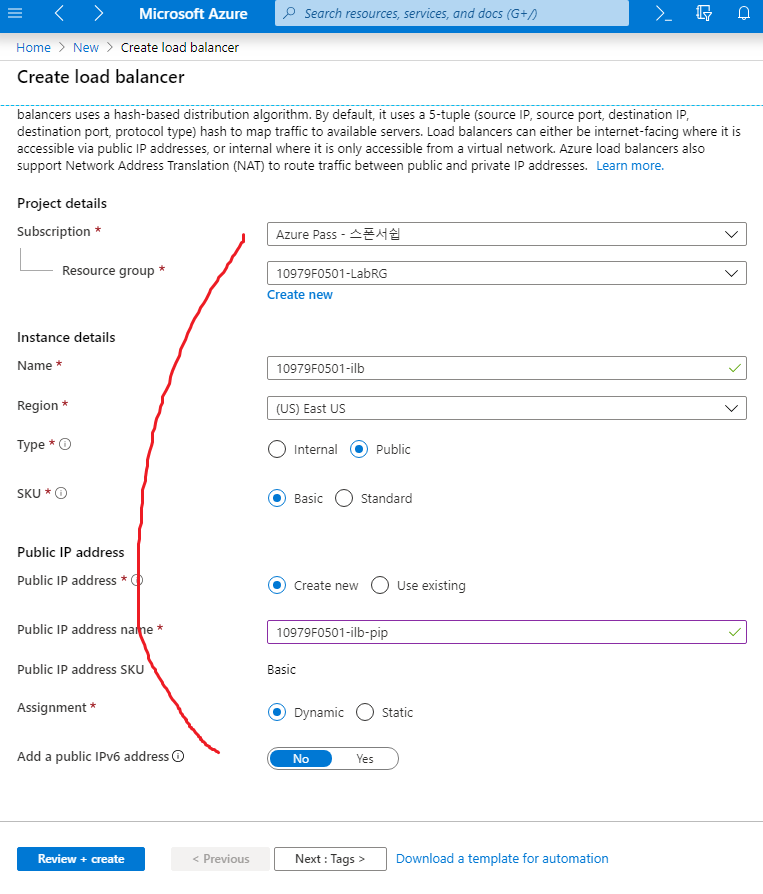 Microsoft Azure
Search resources, services, and docs (G+/)
Home > New > Create load balancer
Create load balancer
balancers uses a hash-based distribution algorithm. By default, it uses a 5-tuple (source IP, source port, destination IP,
destination port, protocol type) hash to map traffic to available servers. Load balancers can either be internet-facing where it is
accessible via public IP addresses, or internal where it is only accessible from a virtual network. Azure load balancers also
support Network Address Translation (NAT) to route traffic between public and private IP addresses. Learn more.
Project details
Subscription *
Azure Pass - 스폰서쉽
Resource group *
10979F0501-LabRG
Create new
Instance details
Name *
10979F0501-ilb
Region *
(US) East US
Type *
Internal Public
SKU *
Basic Standard
Public IP address
Public IP address *
Create new Use existing
Public IP address name *
10979F0501-ilb-pip
Public IP address SKU
Basic
Assignment *
Dynamic Static
Add a public IPv6 address
No Yes
Review + create
< Previous
Next : Tags >
Download a template for automation